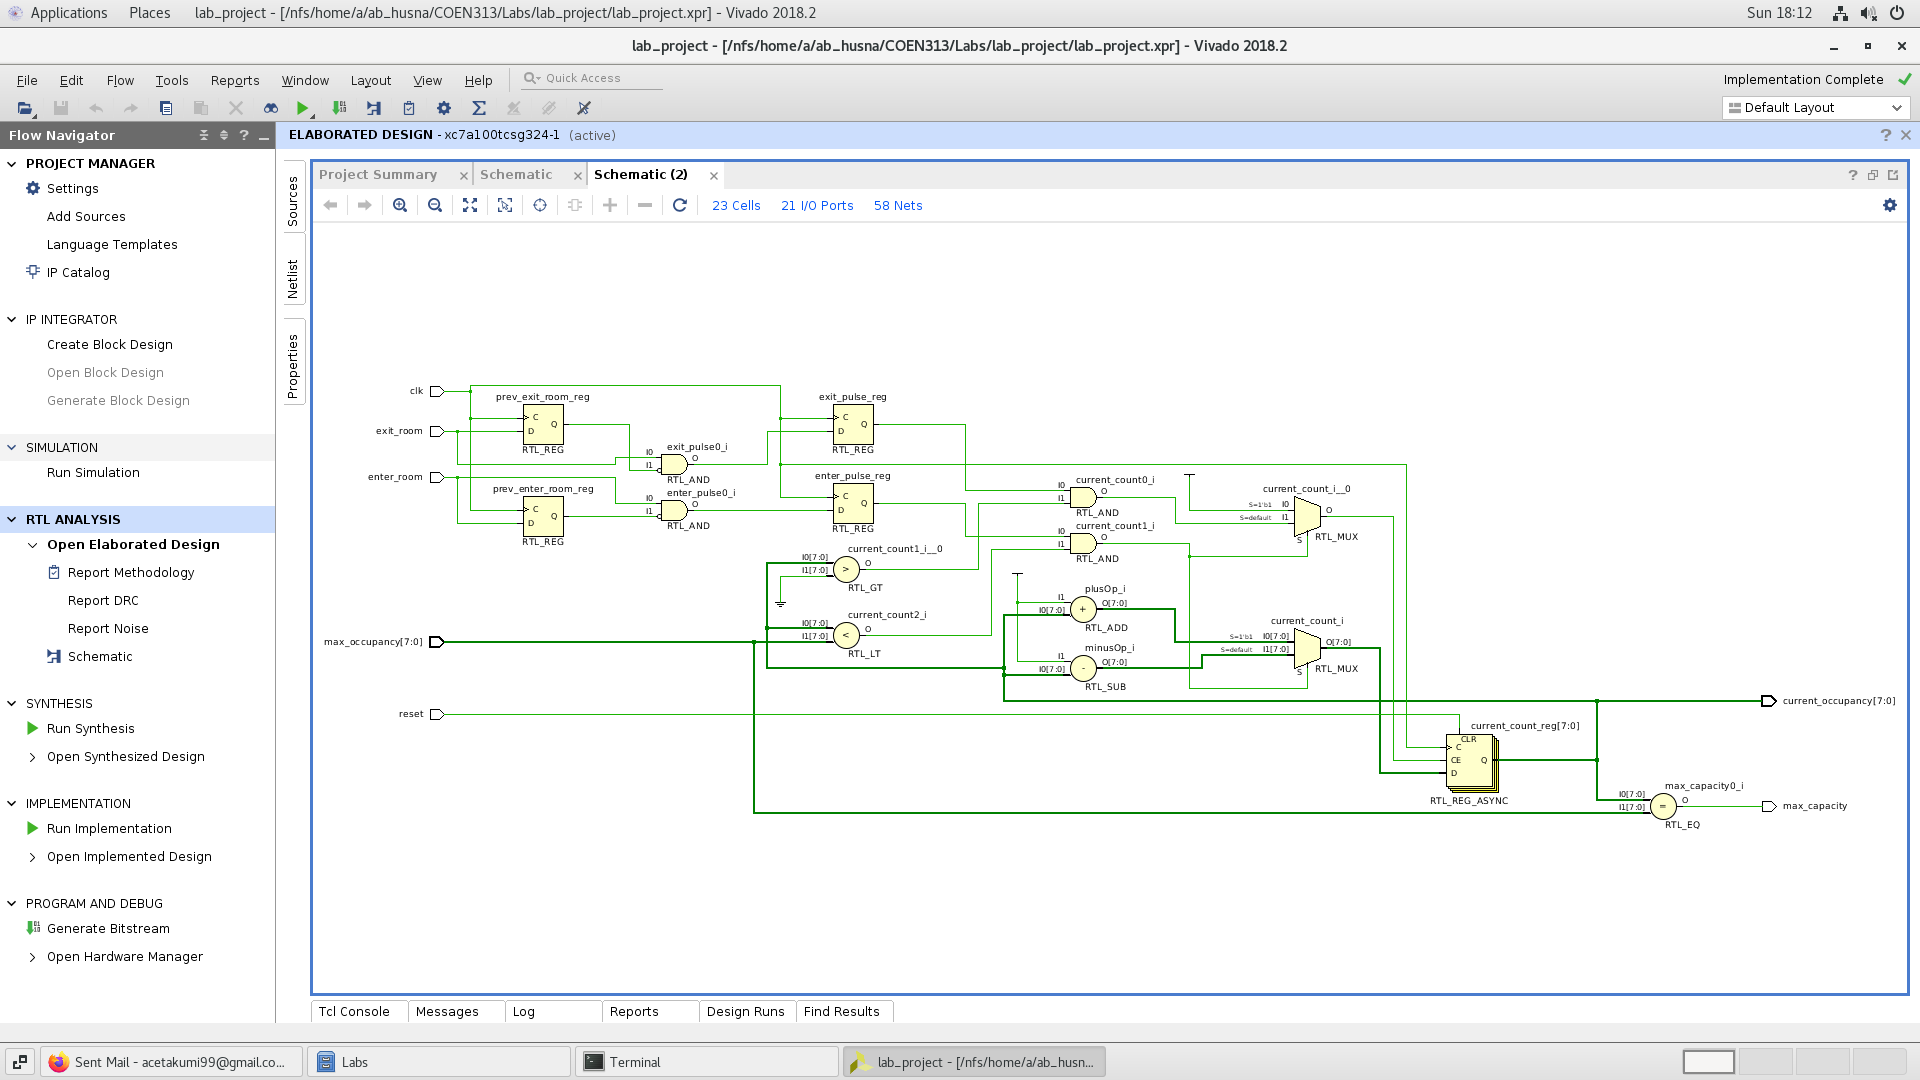 Applications Places lab_project - [/nfs/home/a/ab_husna/COEN313/Labs/lab_project/lab_project.xpr] - Vivado 2018.2 Sun 18:12
lab_project - [/nfs/home/a/ab_husna/COEN313/Labs/lab_project/lab_project.xpr] - Vivado 2018.2
File Edit Flow Tools Reports Window Layout View Help Quick Access Implementation Complete
Default Layout
Flow Navigator
ELABORATED DESIGN - xc7a100tcsg324-1 (active)
PROJECT MANAGER
Settings
Add Sources
Language Templates
IP Catalog
IP INTEGRATOR
Create Block Design
Open Block Design
Generate Block Design
SIMULATION
Run Simulation
RTL ANALYSIS
Open Elaborated Design
Report Methodology
Report DRC
Report Noise
Schematic
SYNTHESIS
Run Synthesis
Open Synthesized Design
IMPLEMENTATION
Run Implementation
Open Implemented Design
PROGRAM AND DEBUG
Generate Bitstream
Open Hardware Manager
Sources
Netlist
Properties
Project Summary Schematic Schematic (2)
23 Cells 21 I/O Ports 58 Nets
clk
exit_room
enter_room
max_occupancy[7:0]
reset
prev_exit_room_reg
C
D
Q
RTL_REG
prev_enter_room_reg
C
D
Q
RTL_REG
exit_pulse0_i
I0
I1
O
RTL_AND
enter_pulse0_i
I0
I1
O
RTL_AND
exit_pulse_reg
C
D
Q
RTL_REG
enter_pulse_reg
C
D
Q
RTL_REG
current_count1_i__0
I0[7:0]
I1[7:0]
>
O
RTL_GT
current_count2_i
I0[7:0]
I1[7:0]
<
O
RTL_LT
current_count0_i
I0
I1
O
RTL_AND
current_count1_i
I0
I1
O
RTL_AND
plusOp_i
I1
I0[7:0]
+
O[7:0]
RTL_ADD
minusOp_i
I1
I0[7:0]
-
O[7:0]
RTL_SUB
current_count_i__0
S=1'b1 I0
S=default I1
S
O
RTL_MUX
current_count_i
S=1'b1 I0[7:0]
S=default I1[7:0]
S
O[7:0]
RTL_MUX
current_count_reg[7:0]
CLR
C
CE
D
Q
RTL_REG_ASYNC
max_capacity0_i
I0[7:0]
I1[7:0]
=
O
RTL_EQ
current_occupancy[7:0]
max_capacity
Tcl Console Messages Log Reports Design Runs Find Results
Sent Mail - acetakumi99@gmail.co... Labs Terminal lab_project - [/nfs/home/a/ab_husn...